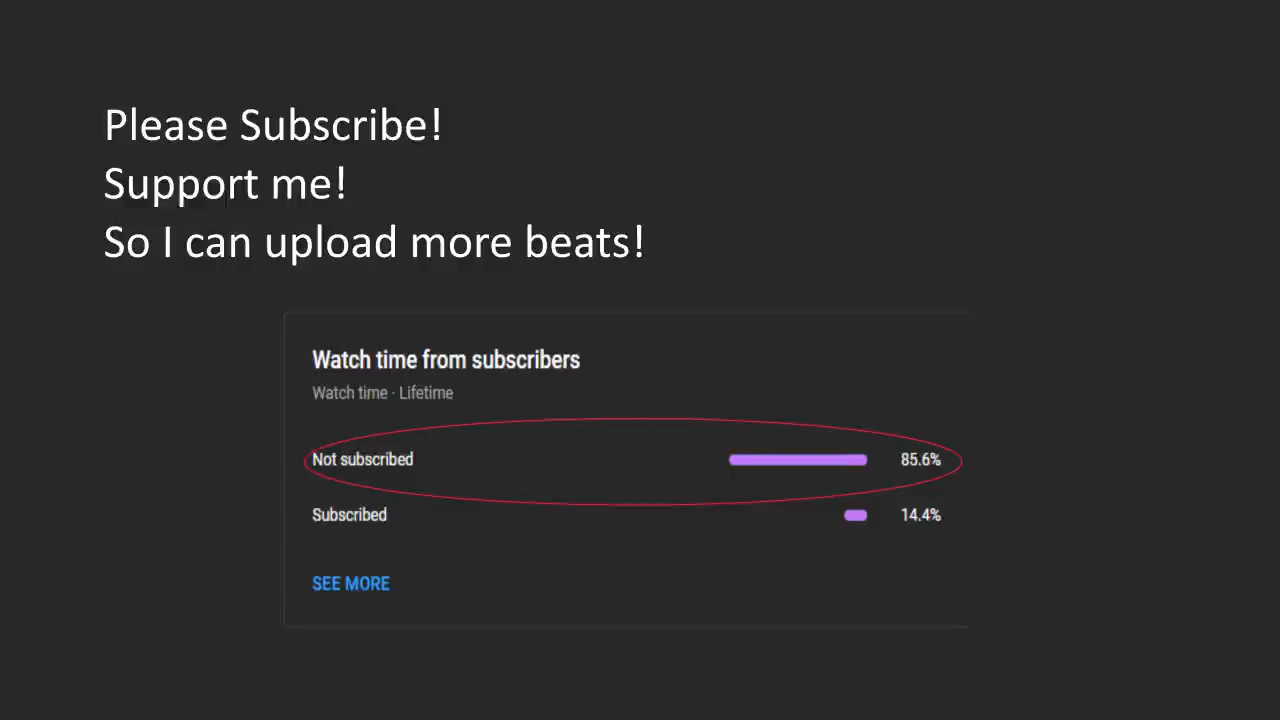 Please Subscribe!
Support me!
So I can upload more beats!
Watch time from subscribers
Watch time · Lifetime
Not subscribed 85.6%
Subscribed 14.4%
SEE MORE